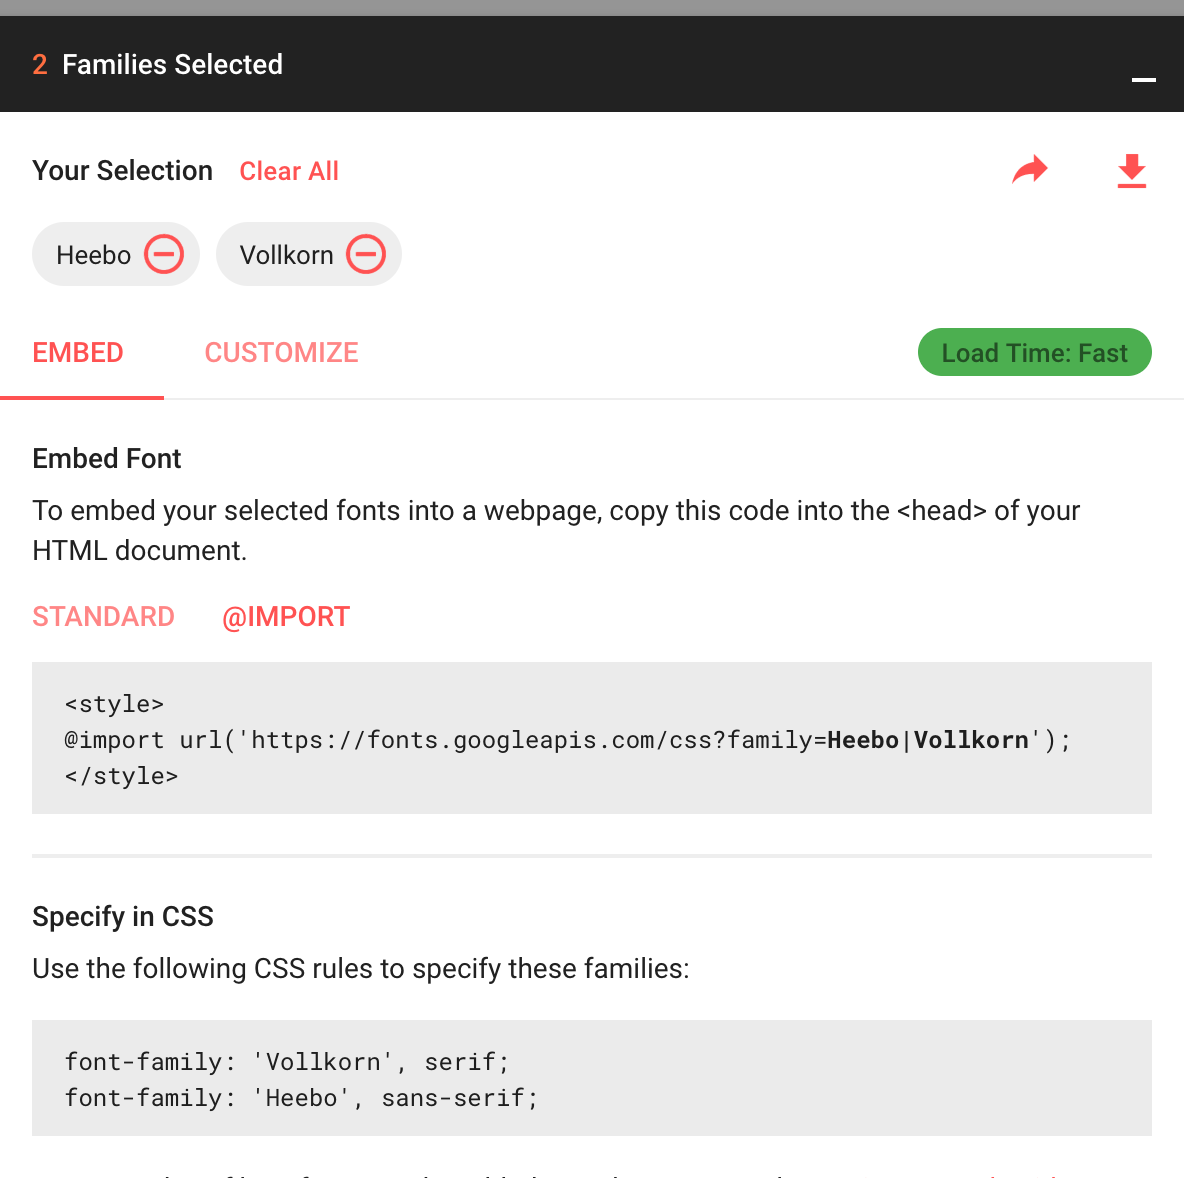 2 Families Selected
Your Selection Clear All
Heebo Vollkorn
EMBED CUSTOMIZE Load Time: Fast
Embed Font
To embed your selected fonts into a webpage, copy this code into the <head> of your
HTML document.
STANDARD @IMPORT
<style>
@import url('https://fonts.googleapis.com/css?family=Heebo|Vollkorn');
</style>
Specify in CSS
Use the following CSS rules to specify these families:
font-family: 'Vollkorn', serif;
font-family: 'Heebo', sans-serif;